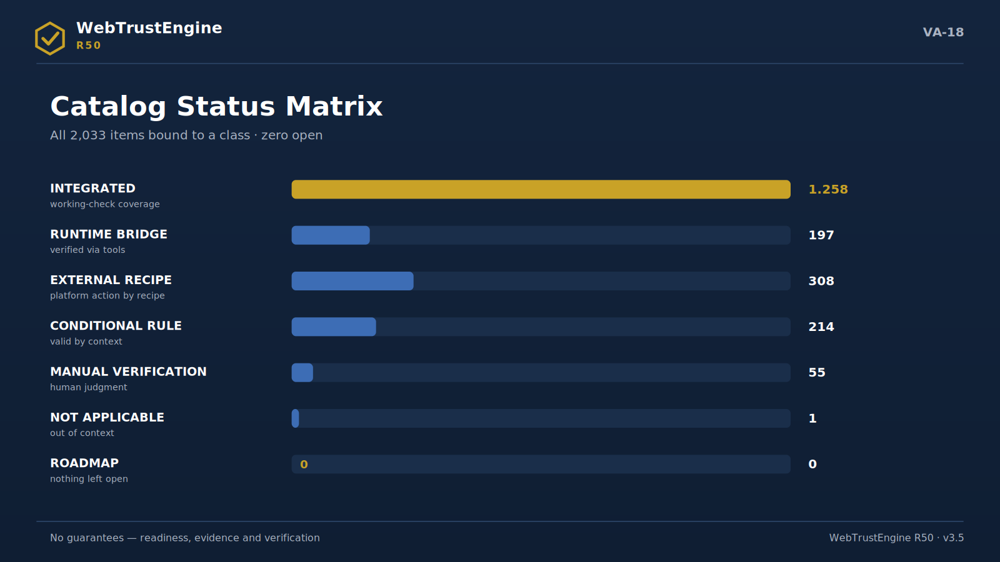 WebTrustEngine
R50
VA-18
Catalog Status Matrix
All 2,033 items bound to a class · zero open
INTEGRATED
working-check coverage
1.258
RUNTIME BRIDGE
verified via tools
197
EXTERNAL RECIPE
platform action by recipe
308
CONDITIONAL RULE
valid by context
214
MANUAL VERIFICATION
human judgment
55
NOT APPLICABLE
out of context
1
ROADMAP
nothing left open
0
0
No guarantees — readiness, evidence and verification
WebTrustEngine R50 · v3.5